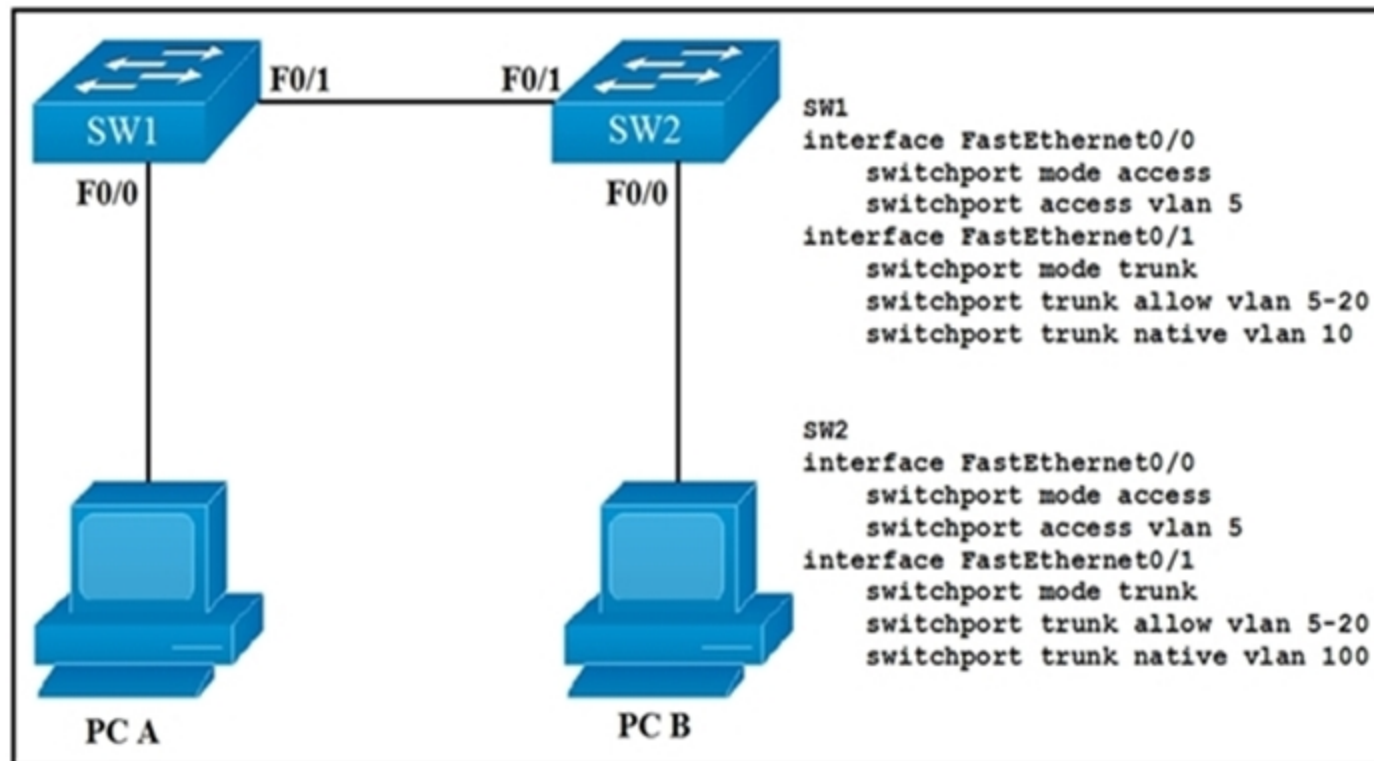 F0/1
F0/1
SW1
SW2
F0/0
F0/0
PC A
PC B
SW1
interface FastEthernet0/0
switchport mode access
switchport access vlan 5
interface FastEthernet0/1
switchport mode trunk
switchport trunk allow vlan 5-20
switchport trunk native vlan 10
SW2
interface FastEthernet0/0
switchport mode access
switchport access vlan 5
interface FastEthernet0/1
switchport mode trunk
switchport trunk allow vlan 5-20
switchport trunk native vlan 100